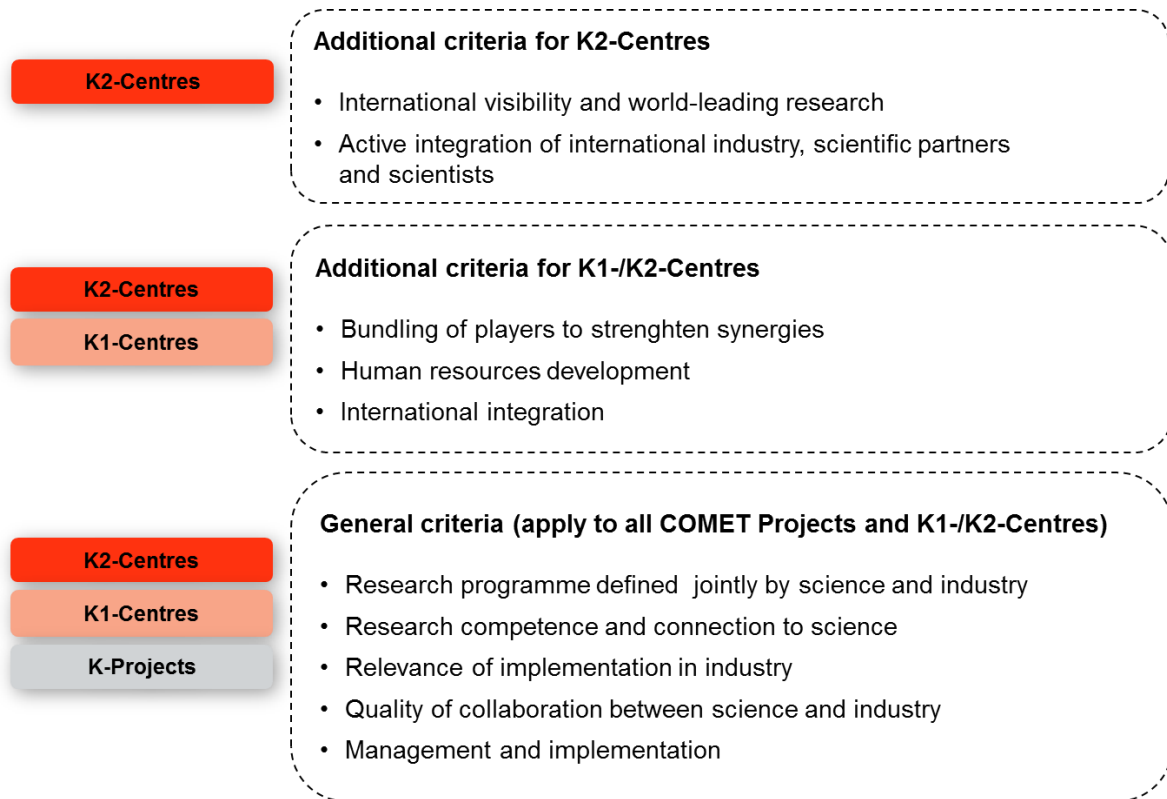 K2-Centres
Additional criteria for K2-Centres
• International visibility and world-leading research
• Active integration of international industry, scientific partners
and scientists
K2-Centres
K1-Centres
Additional criteria for K1-/K2-Centres
• Bundling of players to strenghten synergies
• Human resources development
• International integration
K2-Centres
K1-Centres
K-Projects
General criteria (apply to all COMET Projects and K1-/K2-Centres)
• Research programme defined  jointly by science and industry
• Research competence and connection to science
• Relevance of implementation in industry
• Quality of collaboration between science and industry
• Management and implementation